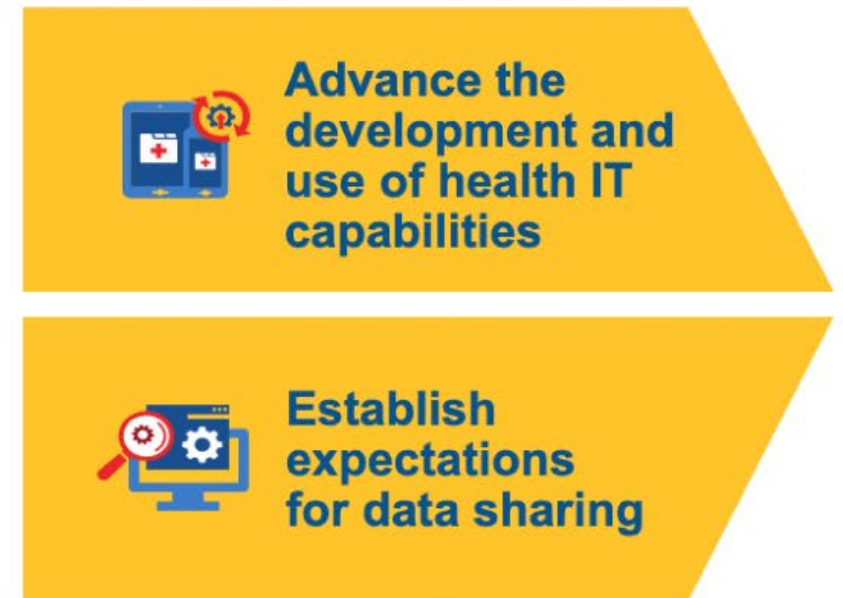 Advance the
development and
use of health IT
capabilities
Establish
expectations
for data sharing